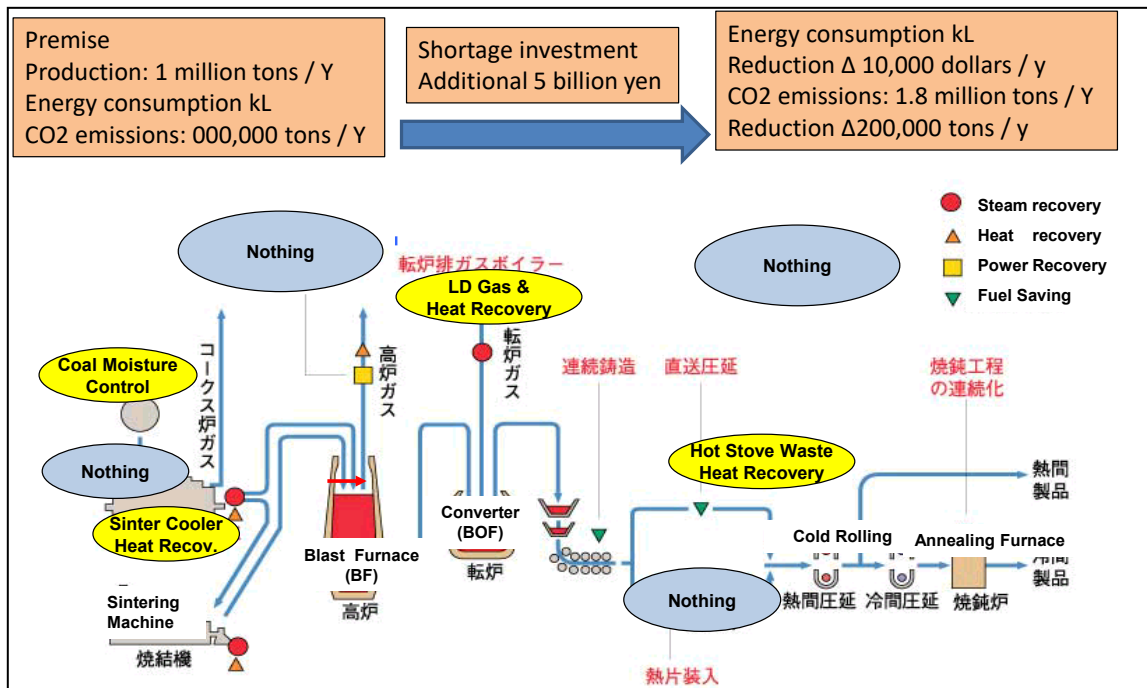 Premise
Production: 1 million tons / Y
Energy consumption kL
CO2 emissions: 000,000 tons / Y
Shortage investment
Additional 5 billion yen
Energy consumption kL
Reduction Δ 10,000 dollars / y
CO2 emissions: 1.8 million tons / Y
Reduction Δ200,000 tons / y
Steam recovery
Heat recovery
Power Recovery
Fuel Saving
Nothing
Nothing
転炉排ガスボイラー
LD Gas &
Heat Recovery
コークス炉ガス
高炉ガス
転炉ガス
連続鋳造
直送圧延
焼鈍工程
の連続化
Coal Moisture
Control
Nothing
Hot Stove Waste
Heat Recovery
熱間
製品
Sinter Cooler
Heat Recov.
Blast Furnace
(BF)
高炉
Converter
(BOF)
転炉
Cold Rolling
Annealing Furnace
製品
Nothing
熱間圧延
冷間圧延
焼鈍炉
Sintering
Machine
焼結機
熱片装入